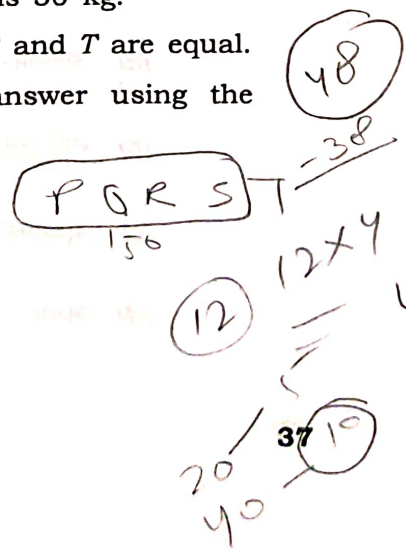 is 50 kg.
and T are equal.
answer using the
48
-38
P Q R S T
150
12 × 4
12
37
10
20
40